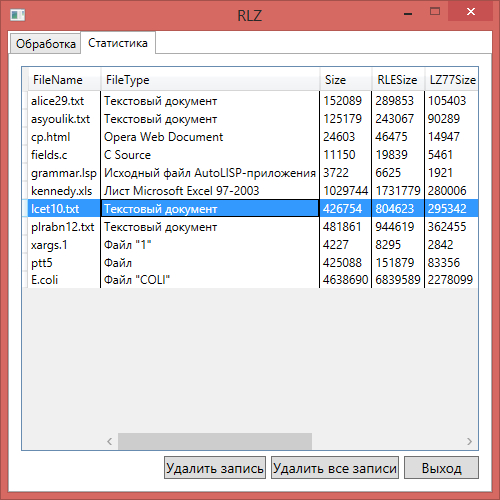 RLZ
Обработка Статистика
FileName FileType Size RLESize LZ77Size
alice29.txt Текстовый документ 152089 289853 105403
asyoulik.txt Текстовый документ 125179 243067 90289
cp.html Opera Web Document 24603 46475 14947
fields.c C Source 11150 19839 5461
grammar.lsp Исходный файл AutoLISP-приложения 3722 6625 1921
kennedy.xls Лист Microsoft Excel 97-2003 1029744 1731779 280006
lcet10.txt Текстовый документ 426754 804623 295342
plrabn12.txt Текстовый документ 481861 944619 362455
xargs.1 Файл "1" 4227 8295 2842
ptt5 Файл 425088 151879 83356
E.coli Файл "COLI" 4638690 6839589 2278099
Удалить запись Удалить все записи Выход